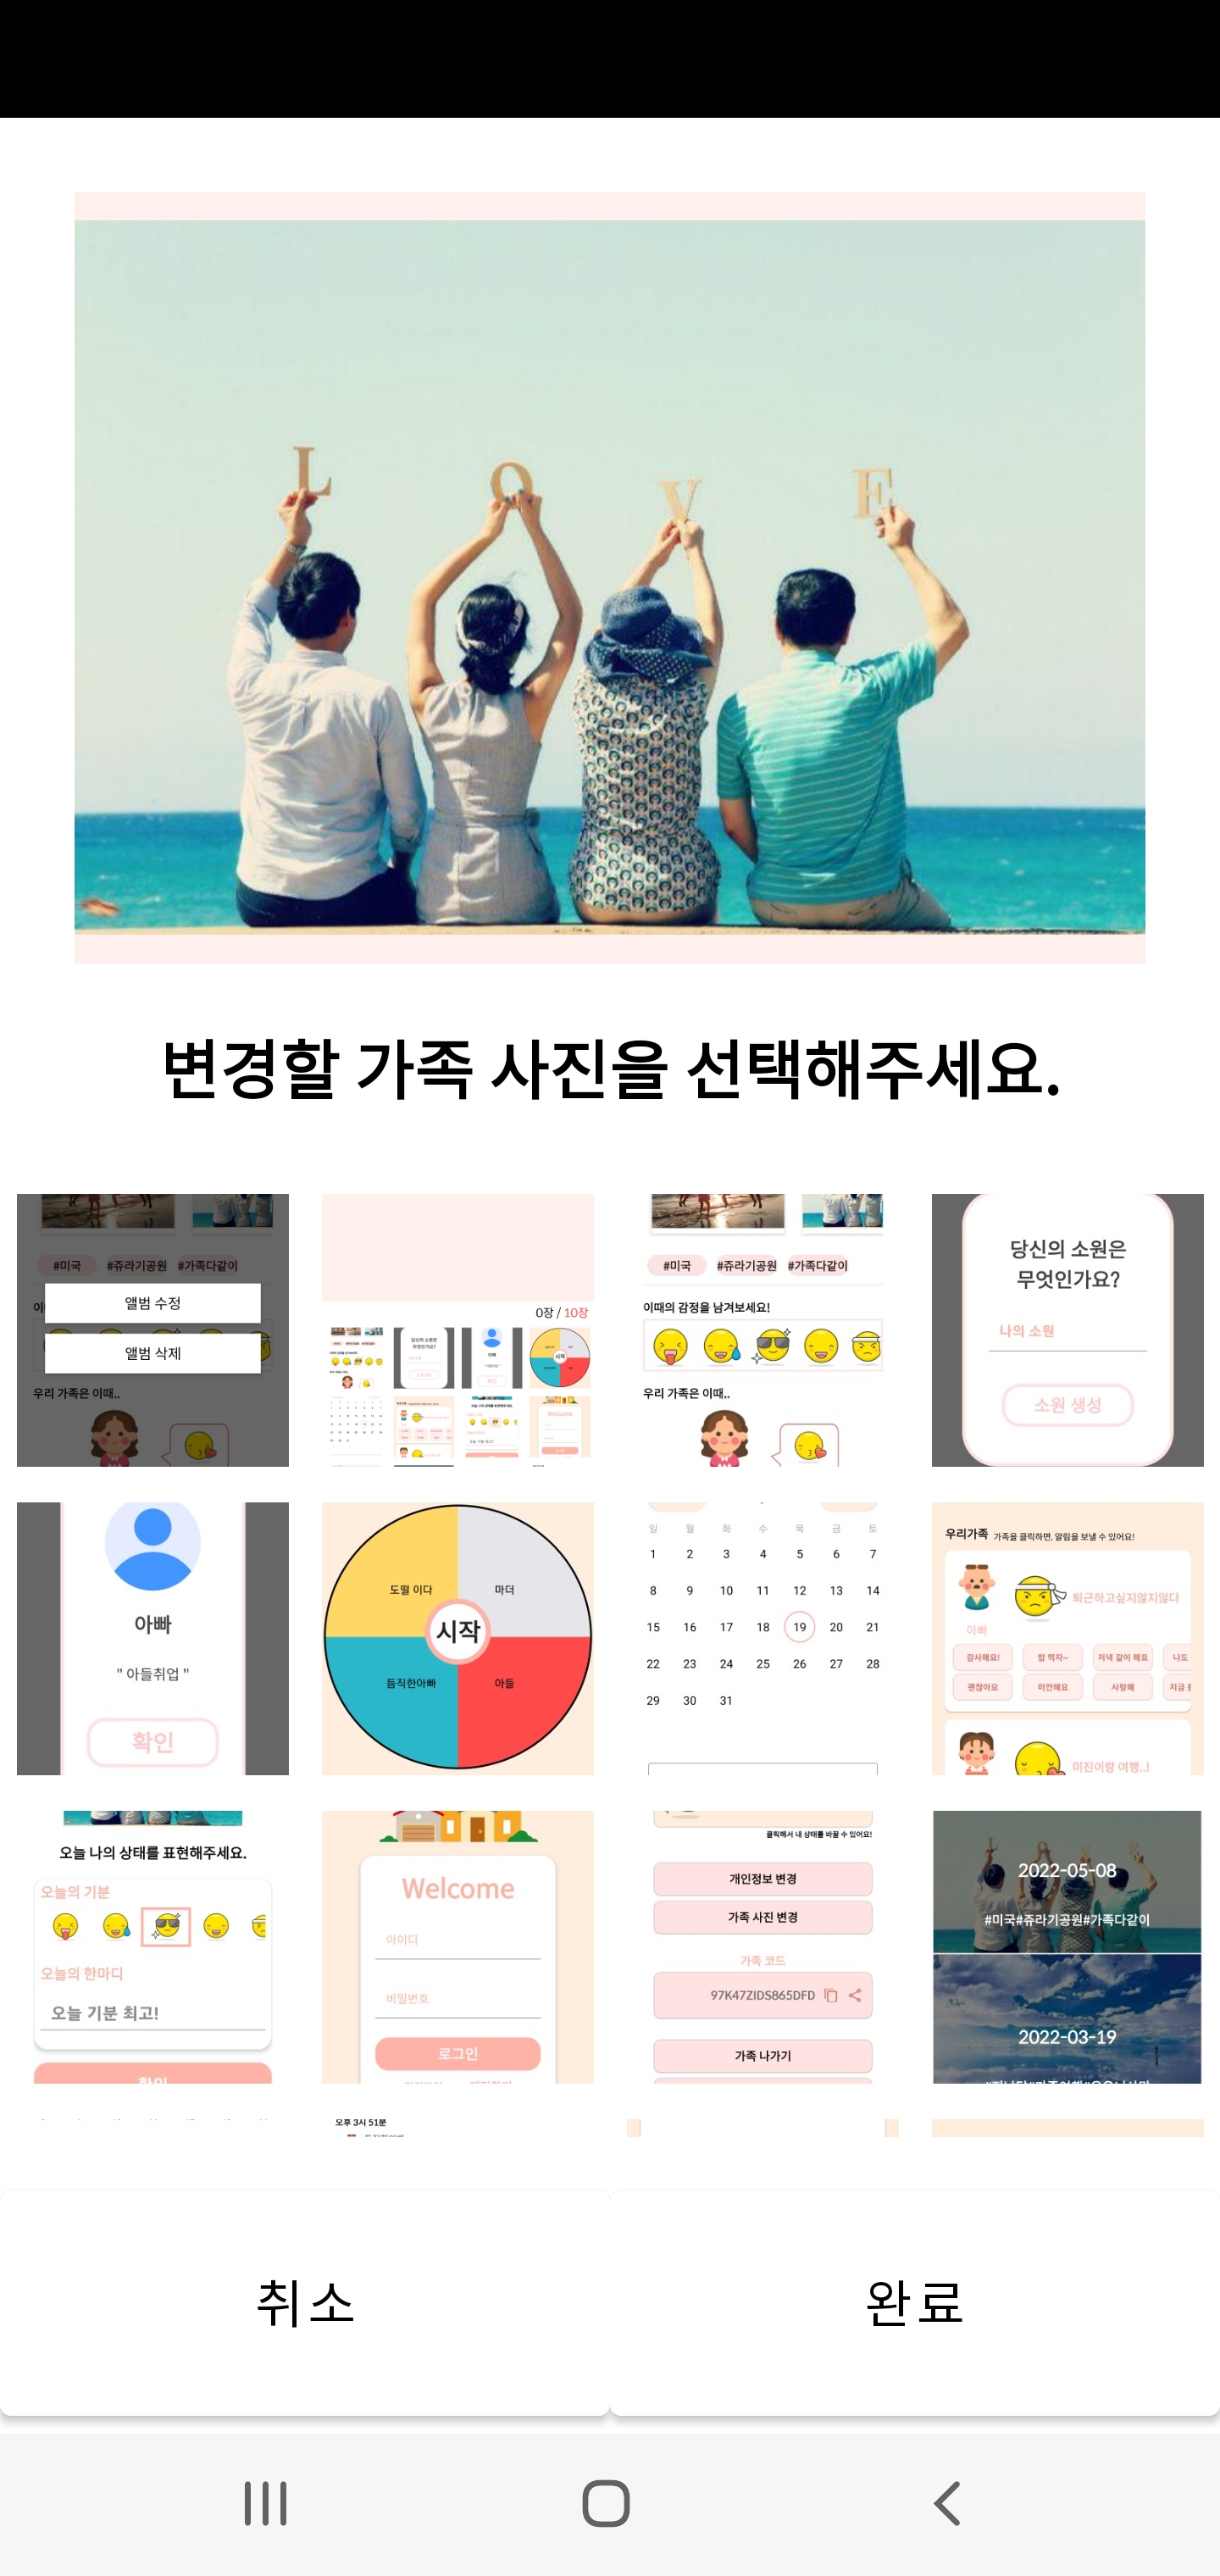 L O V E
변경할 가족 사진을 선택해주세요.
#미국 #쥬라기공원 #가족다같이
앨범 수정
앨범 삭제
우리 가족은 이때..
0장 / 10장
당신의 소원은
무엇인가요?
시작
Welcome
#미국 #쥬라기공원 #가족다같이
이때의 감정을 남겨보세요!
우리 가족은 이때..
당신의 소원은
무엇인가요?
나의 소원
소원 생성
아빠
" 아들취업 "
확인
도떨 이다
마더
시작
듬직한아빠
아들
일 월 화 수 목 금 토
1 2 3 4 5 6 7
8 9 10 11 12 13 14
15 16 17 18 19 20 21
22 23 24 25 26 27 28
29 30 31
우리가족 가족을 클릭하면, 알림을 보낼 수 있어요!
퇴근하고싶지않지않다
아빠
감사해요! 밥 먹자~ 저녁 같이 해요 나도
괜찮아요 미안해요 사랑해 지금
미진이랑 여행..!
오늘 나의 상태를 표현해주세요.
오늘의 기분
오늘의 한마디
오늘 기분 최고!
확인
Welcome
아이디
비밀번호
로그인
클릭해서 내 상태를 바꿀 수 있어요!
개인정보 변경
가족 사진 변경
가족 코드
97K47ZIDS865DFD
가족 나가기
2022-05-08
#미국#쥬라기공원#가족다같이
2022-03-19
오후 3시 51분
취소
완료